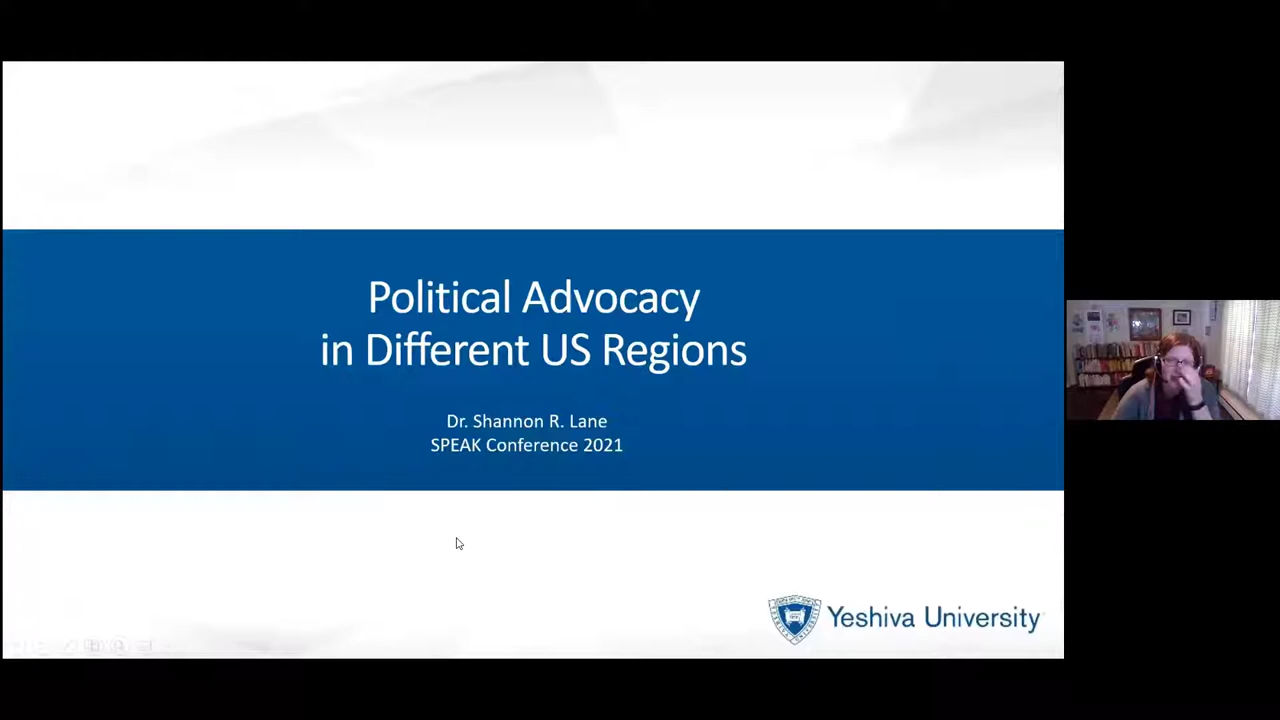 Political Advocacy
in Different US Regions
Dr. Shannon R. Lane
SPEAK Conference 2021
Yeshiva University